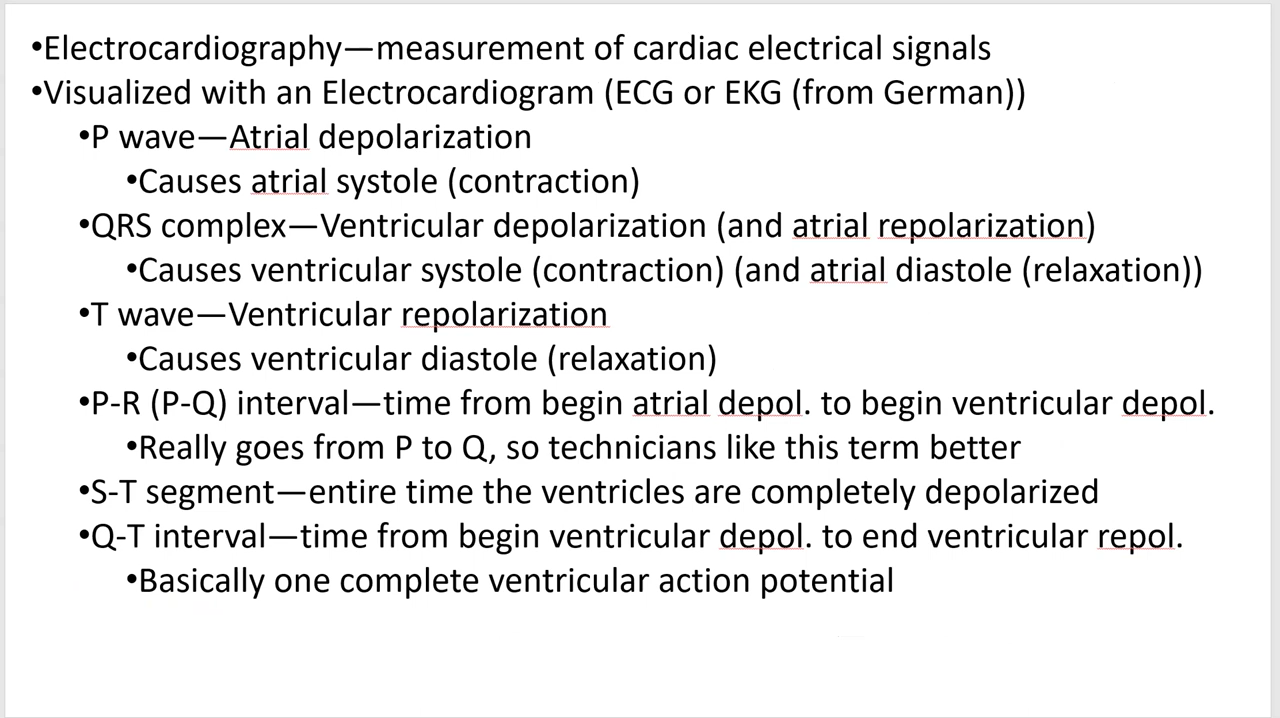 •Electrocardiography—measurement of cardiac electrical signals
•Visualized with an Electrocardiogram (ECG or EKG (from German))
•P wave—Atrial depolarization
•Causes atrial systole (contraction)
•QRS complex—Ventricular depolarization (and atrial repolarization)
•Causes ventricular systole (contraction) (and atrial diastole (relaxation))
•T wave—Ventricular repolarization
•Causes ventricular diastole (relaxation)
•P-R (P-Q) interval—time from begin atrial depol. to begin ventricular depol.
•Really goes from P to Q, so technicians like this term better
•S-T segment—entire time the ventricles are completely depolarized
•Q-T interval—time from begin ventricular depol. to end ventricular repol.
•Basically one complete ventricular action potential